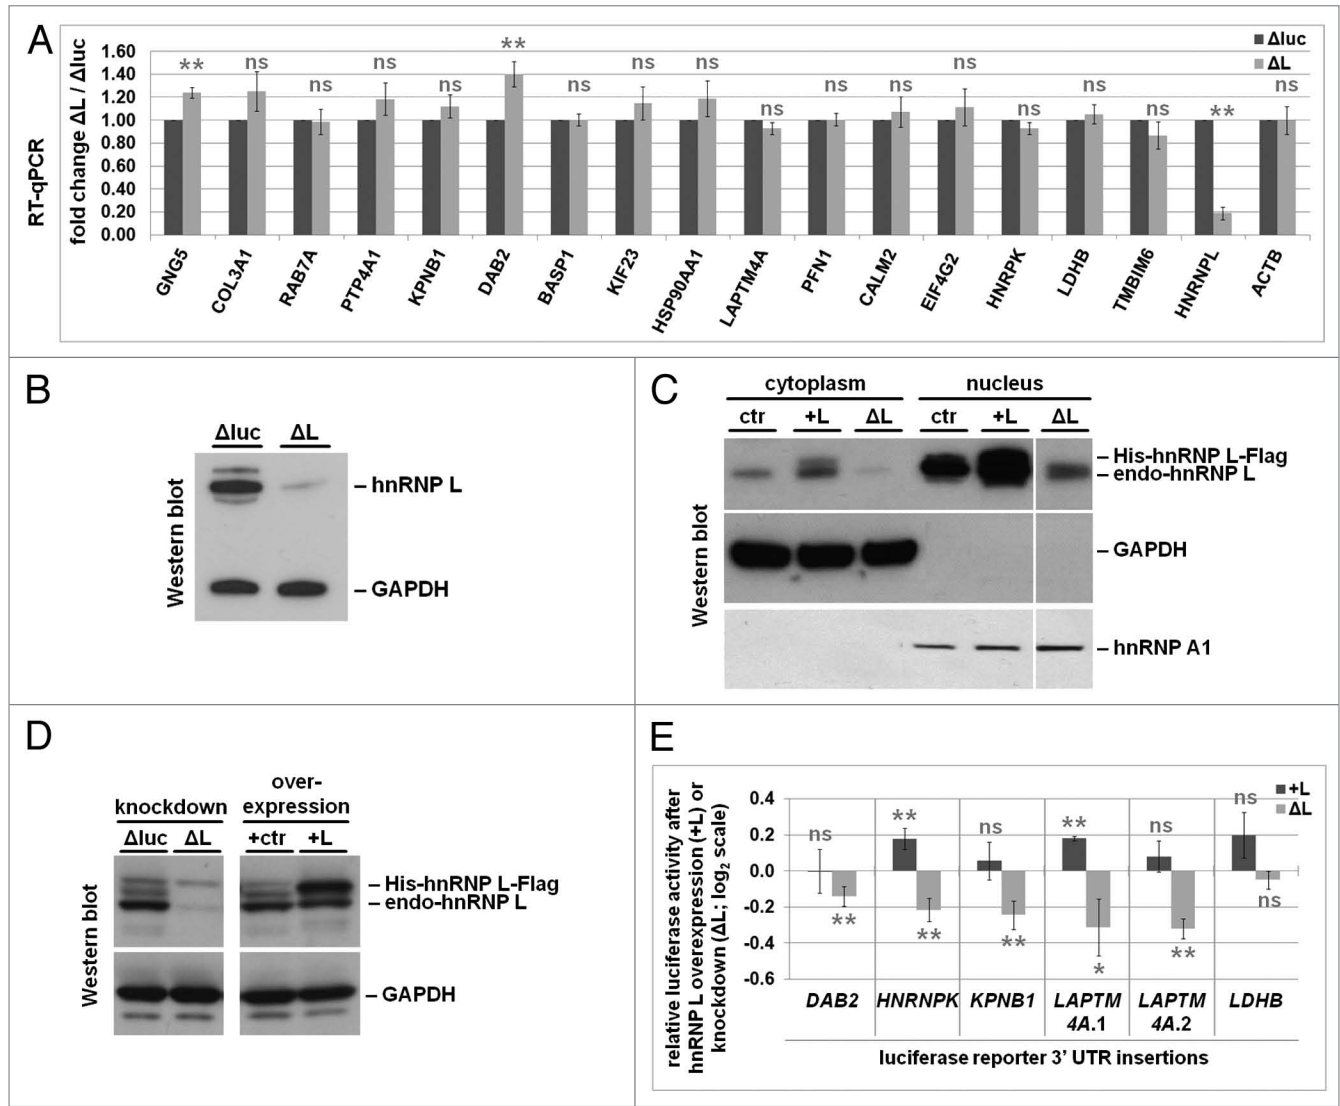 A
RT-qPCR
fold change ΔL / Δluc
1.60
1.40
1.20
1.00
0.80
0.60
0.40
0.20
0.00
** ns ns ns ns ** ns ns ns ns ns ns ns ns ns ns ** ns
Δluc
ΔL
GNG5
COL3A1
RAB7A
PTP4A1
KPNB1
DAB2
BASP1
KIF23
HSP90AA1
LAPTM4A
PFN1
CALM2
EIF4G2
HNRPK
LDHB
TMBIM6
HNRNPL
ACTB
B
Δluc ΔL
Western blot
– hnRNP L
– GAPDH
C
cytoplasm nucleus
ctr +L ΔL ctr +L ΔL
Western blot
– His-hnRNP L-Flag
– endo-hnRNP L
– GAPDH
– hnRNP A1
D
knockdown
over-
expression
Δluc ΔL +ctr +L
Western blot
– His-hnRNP L-Flag
– endo-hnRNP L
– GAPDH
E
relative luciferase activity after
hnRNP L overexpression (+L) or
knockdown (ΔL; log2 scale)
0.4
0.2
0.0
-0.2
-0.4
-0.6
+L
ΔL
ns ** ns ** ns ns
** ** ** * ** ns
DAB2 HNRNPK KPNB1 LAPTM LAPTM LDHB
4A.1 4A.2
luciferase reporter 3' UTR insertions